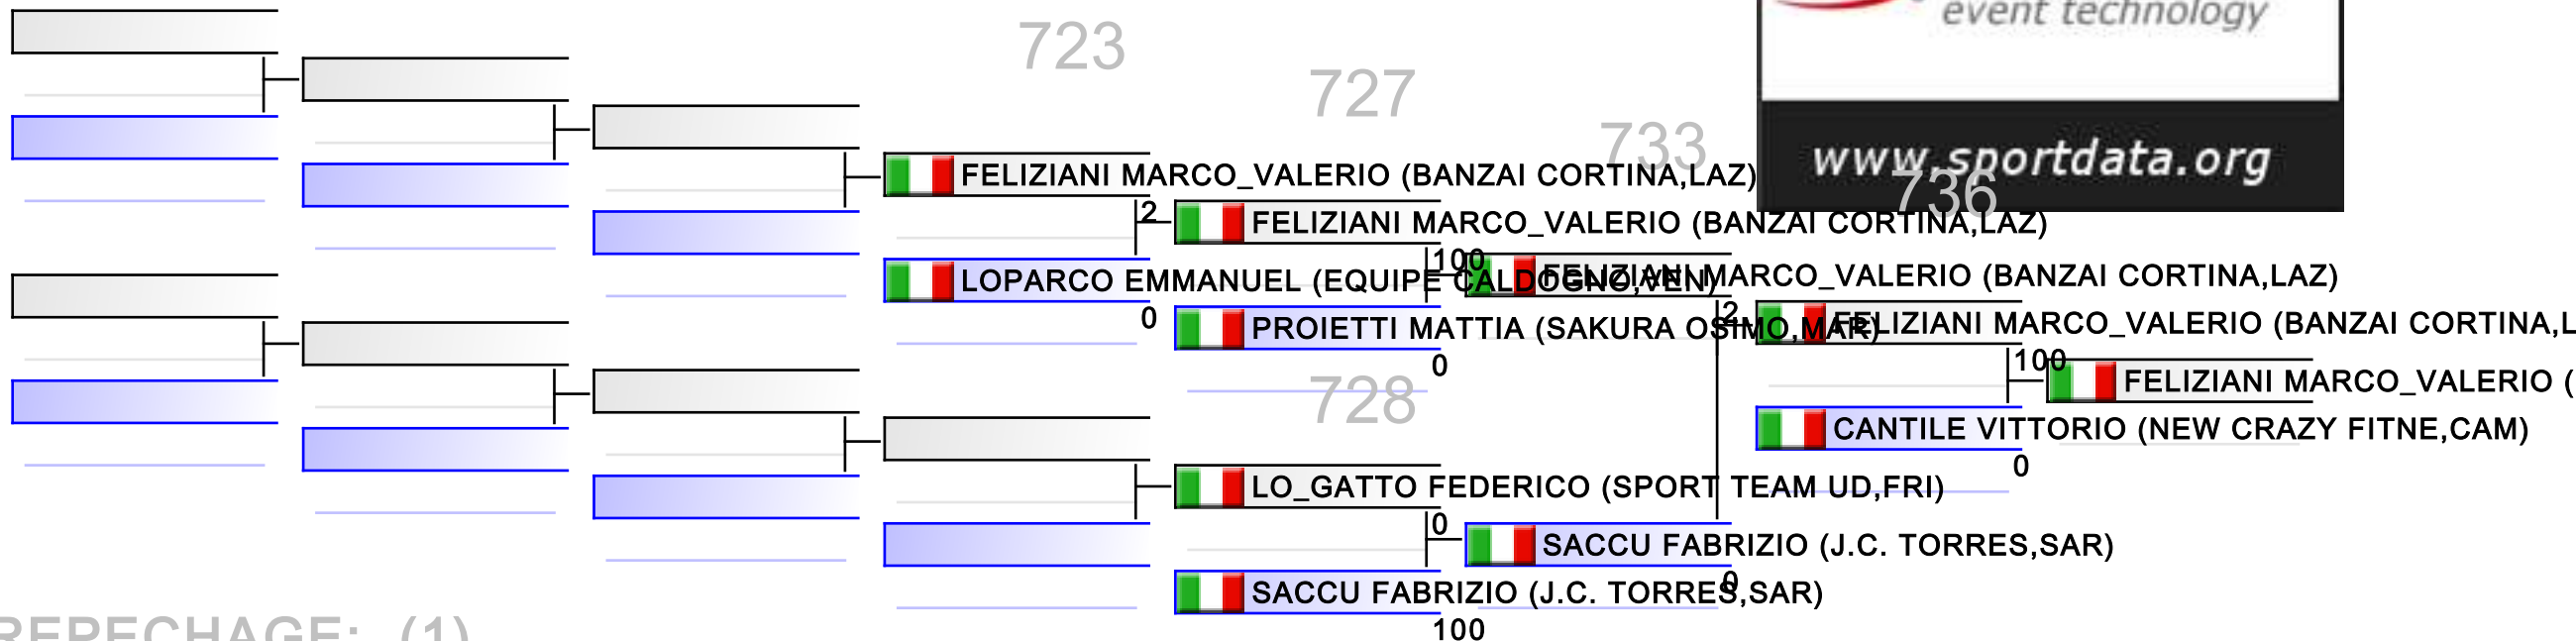 event technology
723
727
733
www.sportdata.org
FELIZIANI MARCO_VALERIO (BANZAI CORTINA,LAZ)
736
2
FELIZIANI MARCO_VALERIO (BANZAI CORTINA,LAZ)
100
LOPARCO EMMANUEL (EQUIPE CALDOGNO,VEN)
FELIZIANI MARCO_VALERIO (BANZAI CORTINA,LAZ)
0
2
PROIETTI MATTIA (SAKURA OSIMO,MAR)
FELIZIANI MARCO_VALERIO (BANZAI CORTINA,L
0
100
FELIZIANI MARCO_VALERIO (
728
CANTILE VITTORIO (NEW CRAZY FITNE,CAM)
0
LO_GATTO FEDERICO (SPORT TEAM UD,FRI)
0
SACCU FABRIZIO (J.C. TORRES,SAR)
0
SACCU FABRIZIO (J.C. TORRES,SAR)
100
REPECHAGE: (1)